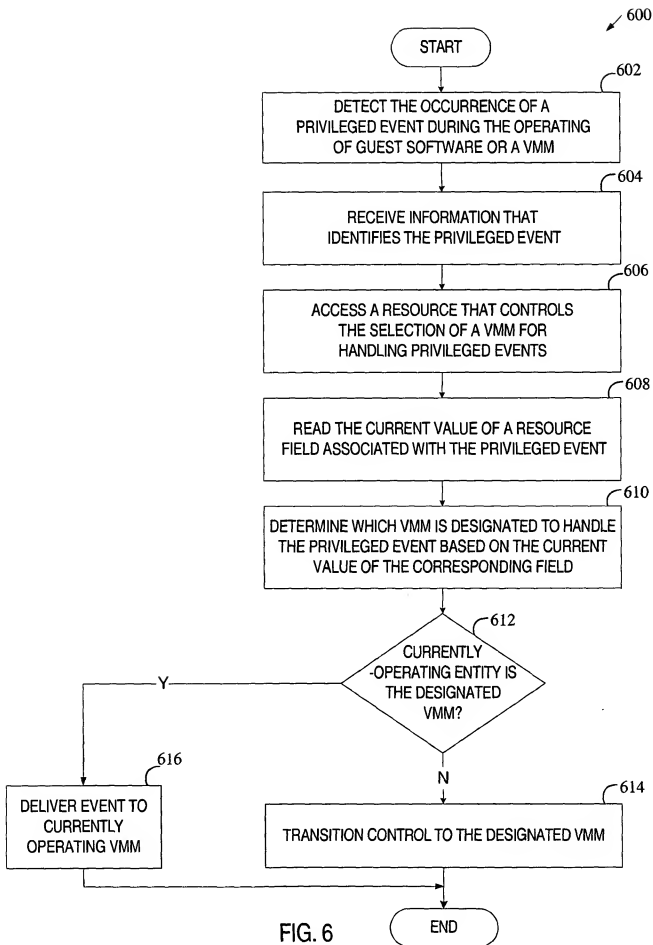 600
START
602
DETECT THE OCCURRENCE OF A
PRIVILEGED EVENT DURING THE OPERATING
OF GUEST SOFTWARE OR A VMM
604
RECEIVE INFORMATION THAT
IDENTIFIES THE PRIVILEGED EVENT
606
ACCESS A RESOURCE THAT CONTROLS
THE SELECTION OF A VMM FOR
HANDLING PRIVILEGED EVENTS
608
READ THE CURRENT VALUE OF A RESOURCE
FIELD ASSOCIATED WITH THE PRIVILEGED EVENT
610
DETERMINE WHICH VMM IS DESIGNATED TO HANDLE
THE PRIVILEGED EVENT BASED ON THE CURRENT
VALUE OF THE CORRESPONDING FIELD
612
CURRENTLY
-OPERATING ENTITY IS
THE DESIGNATED
VMM?
Y
N
616
DELIVER EVENT TO
CURRENTLY
OPERATING VMM
614
TRANSITION CONTROL TO THE DESIGNATED VMM
END
FIG. 6